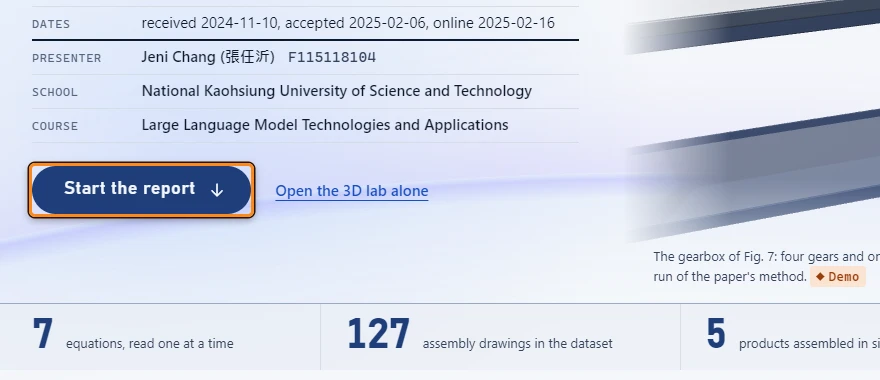 DATES received 2024-11-10, accepted 2025-02-06, online 2025-02-16
PRESENTER Jeni Chang (張任沂) F115118104
SCHOOL National Kaohsiung University of Science and Technology
COURSE Large Language Model Technologies and Applications
Start the report ↓ Open the 3D lab alone
The gearbox of Fig. 7: four gears and
run of the paper's method. ◆ Demo
7 equations, read one at a time
127 assembly drawings in the dataset
5 products assembled in